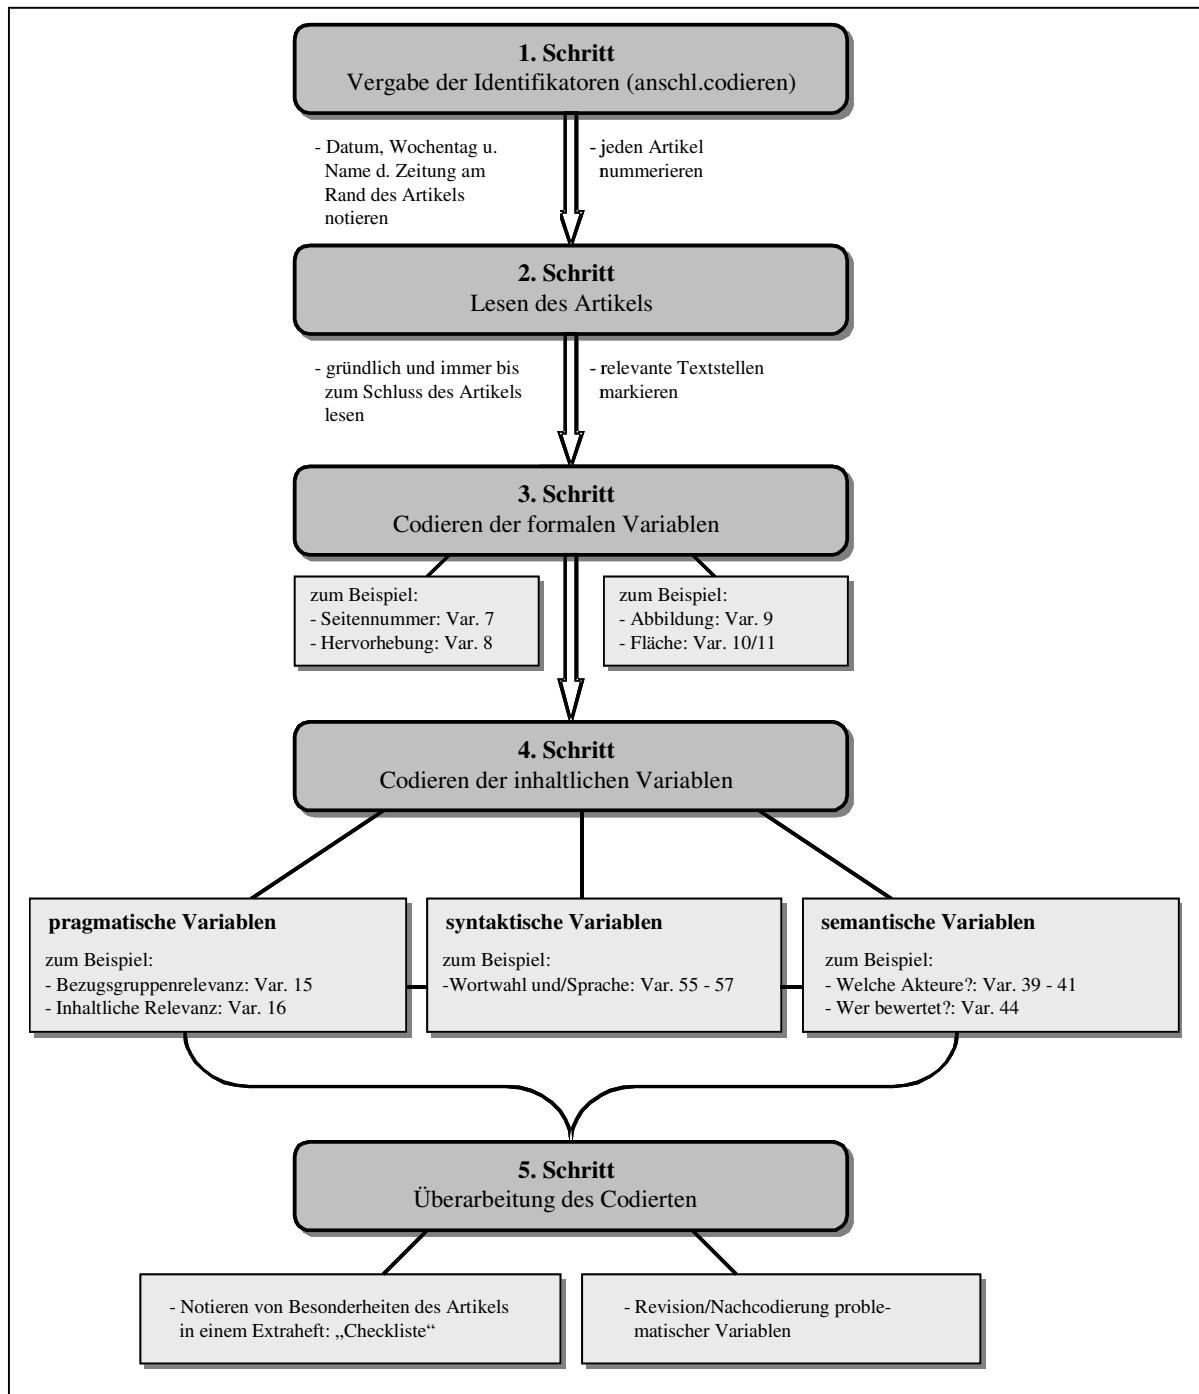 1. Schritt
Vergabe der Identifikatoren (anschl.codieren)
- Datum, Wochentag u.
Name d. Zeitung am
Rand des Artikels
notieren
- jeden Artikel
nummerieren
2. Schritt
Lesen des Artikels
- gründlich und immer bis
zum Schluss des Artikels
lesen
- relevante Textstellen
markieren
3. Schritt
Codieren der formalen Variablen
zum Beispiel:
- Seitennummer: Var. 7
- Hervorhebung: Var. 8
zum Beispiel:
- Abbildung: Var. 9
- Fläche: Var. 10/11
4. Schritt
Codieren der inhaltlichen Variablen
pragmatische Variablen
zum Beispiel:
- Bezugsgruppenrelevanz: Var. 15
- Inhaltliche Relevanz: Var. 16
syntaktische Variablen
zum Beispiel:
-Wortwahl und/Sprache: Var. 55 - 57
semantische Variablen
zum Beispiel:
- Welche Akteure?: Var. 39 - 41
- Wer bewertet?: Var. 44
5. Schritt
Überarbeitung des Codierten
- Notieren von Besonderheiten des Artikels
in einem Extraheft: „Checkliste“
- Revision/Nachcodierung proble-
matischer Variablen